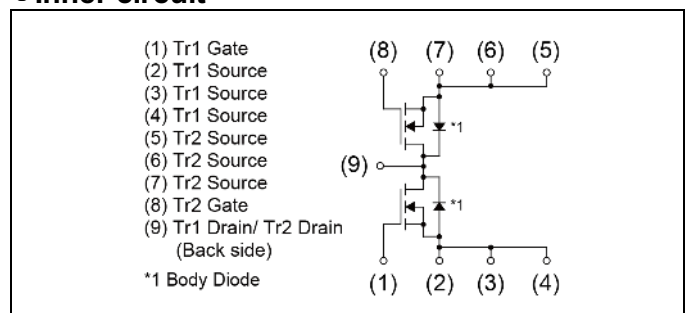 (1) Tr1 Gate
(2) Tr1 Source
(3) Tr1 Source
(4) Tr1 Source
(5) Tr2 Source
(6) Tr2 Source
(7) Tr2 Source
(8) Tr2 Gate
(9) Tr1 Drain/ Tr2 Drain
(Back side)
*1 Body Diode
(8) (7) (6) (5)
*1
(9)
*1
(1) (2) (3) (4)